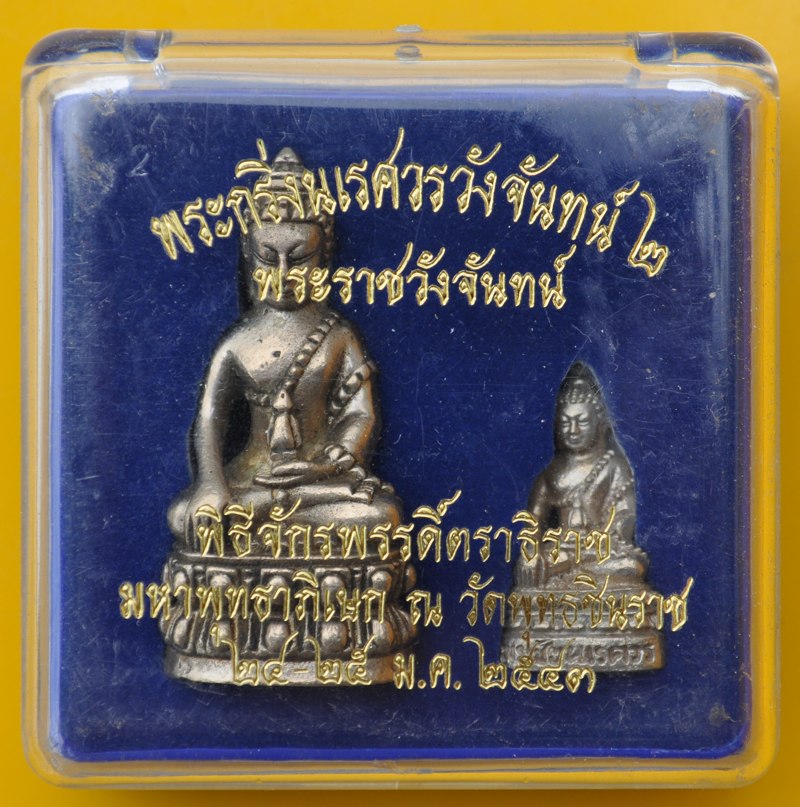 พระกริ่งนเรศวรวังจันทน์ ๒
พระราชวังจันทน์
พิธีจักรพรรดิ์ตราธิราช
มหาพุทธาภิเษก ณ วัดพุทธชินราช
๒๔-๒๕ ม.ค. ๒๕๔๓